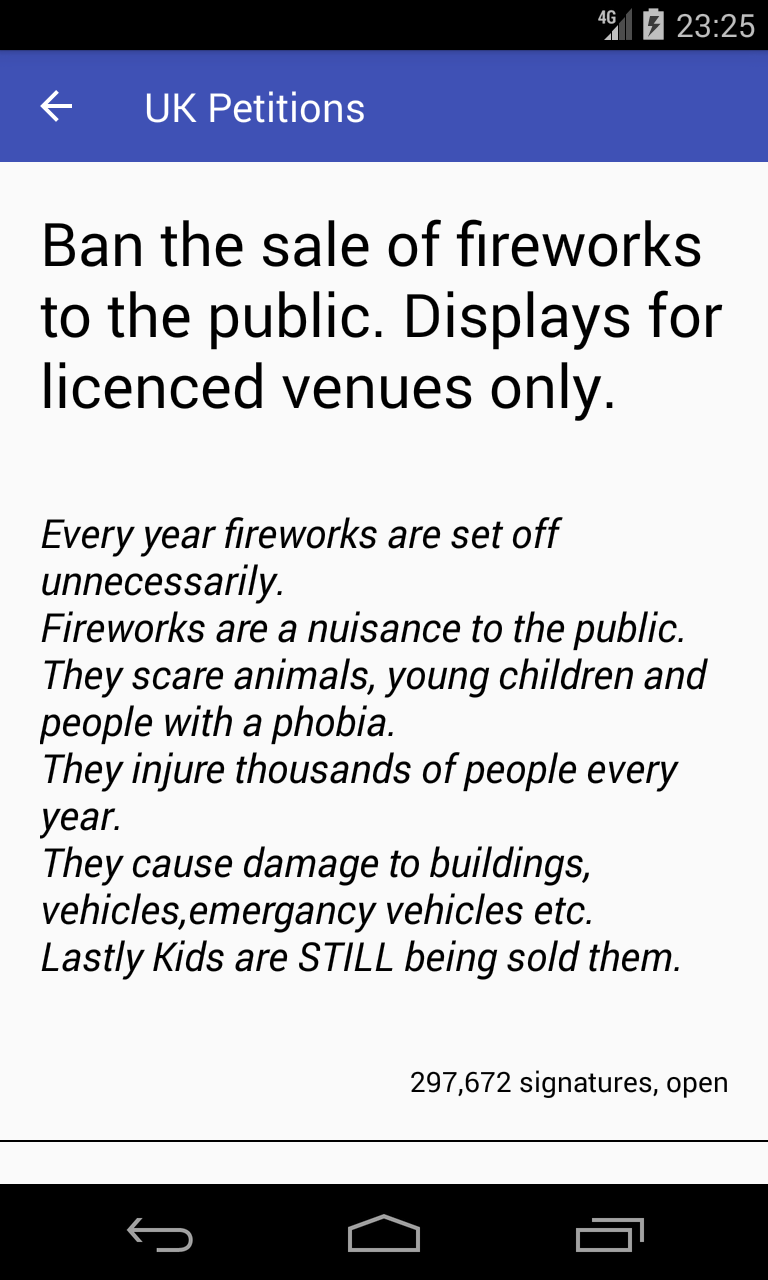 4G 23:25
UK Petitions
Ban the sale of fireworks
to the public. Displays for
licenced venues only.
Every year fireworks are set off
unnecessarily.
Fireworks are a nuisance to the public.
They scare animals, young children and
people with a phobia.
They injure thousands of people every
year.
They cause damage to buildings,
vehicles,emergancy vehicles etc.
Lastly Kids are STILL being sold them.
297,672 signatures, open